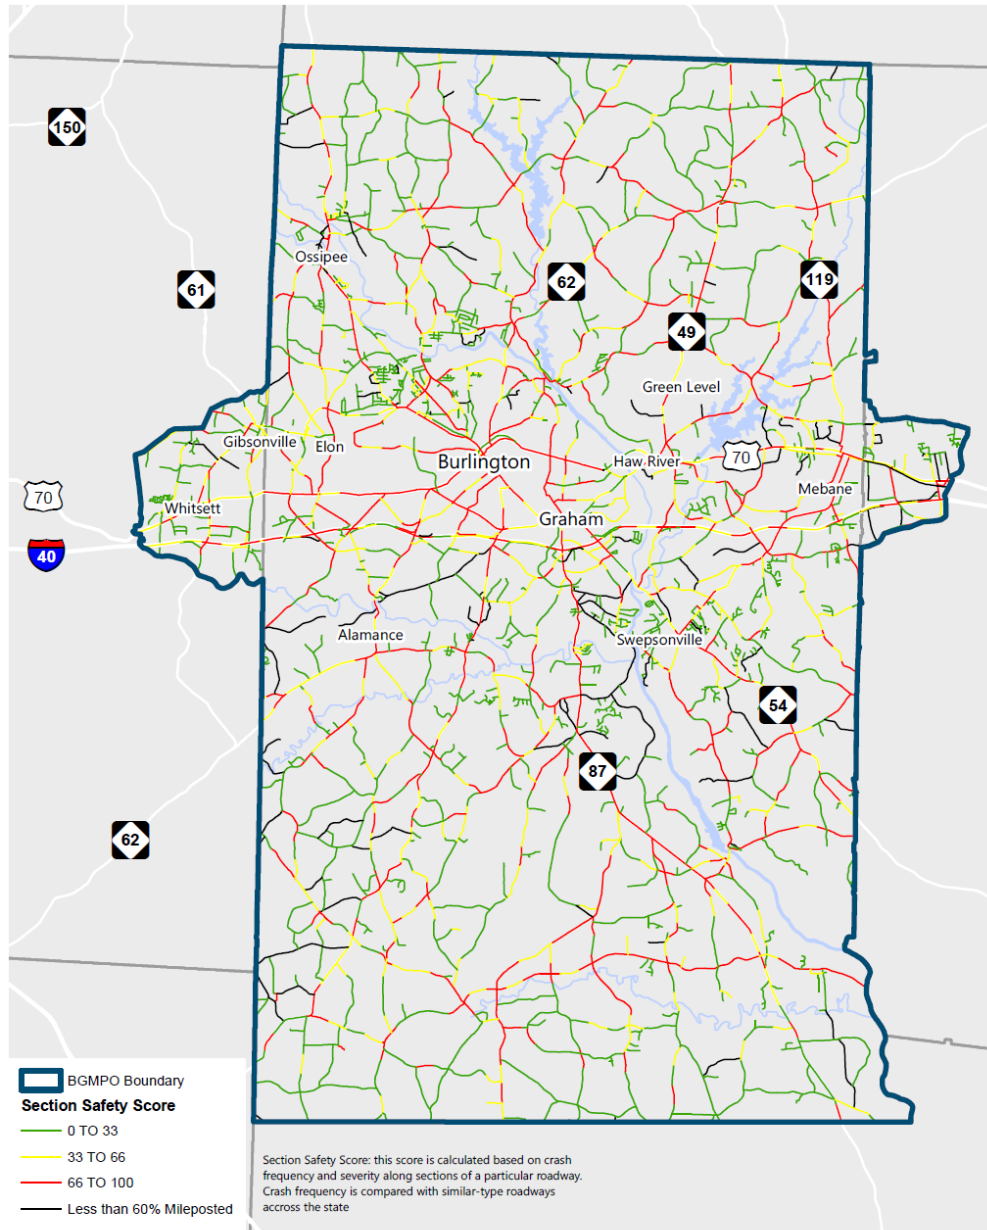 150
61
62
119
49
Ossipee
Green Level
Gibsonville
Elon
Burlington
Haw River
70
70
Whitsett
Graham
Mebane
40
Alamance
Swepsonville
54
87
62
BGMPO Boundary
Section Safety Score
0 TO 33
33 TO 66
66 TO 100
Less than 60% Mileposted
Section Safety Score: this score is calculated based on crash
frequency and severity along sections of a particular roadway.
Crash frequency is compared with similar-type roadways
accross the state